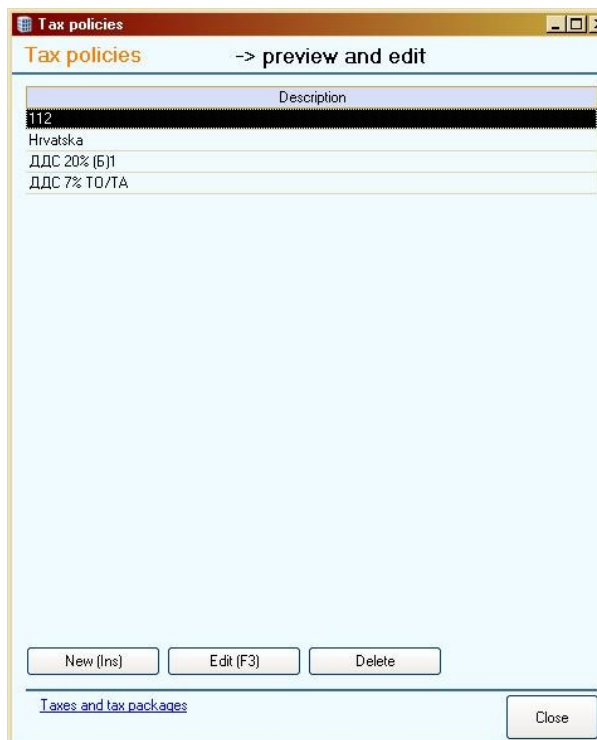 Tax policies
Tax policies -> preview and edit
Description
112
Hrvatska
ДДС 20% (Б)1
ДДС 7% ТО/ТА
New (Ins) Edit (F3) Delete
Taxes and tax packages
Close